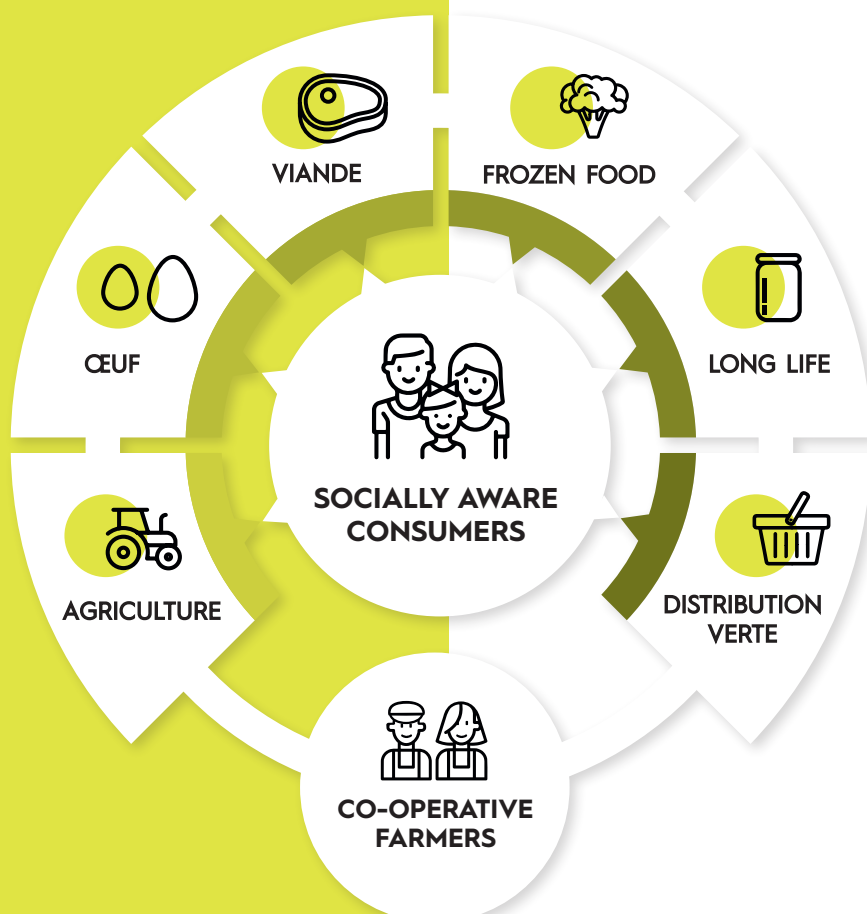 VIANDE
FROZEN FOOD
ŒUF
LONG LIFE
SOCIALLY AWARE
CONSUMERS
AGRICULTURE
DISTRIBUTION
VERTE
CO-OPERATIVE
FARMERS